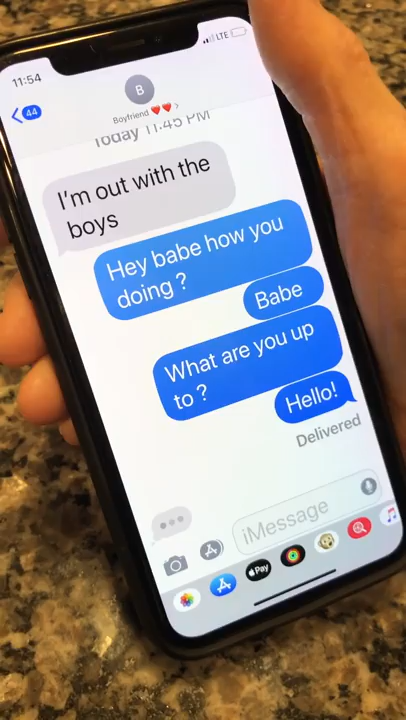 11:54
LTE
44
B
Boyfriend ❤️❤️ >
Today 11:45 PM
I'm out with the
boys
Hey babe how you
doing ?
Babe
What are you up
to ?
Hello!
Delivered
iMessage
Pay